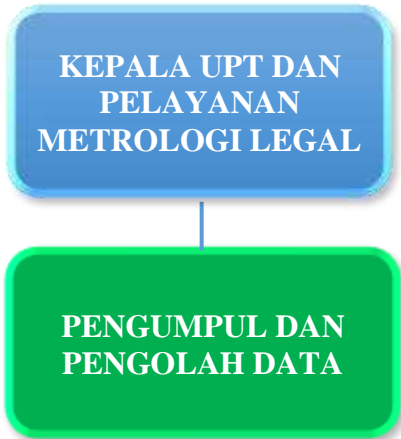 KEPALA UPT DAN
PELAYANAN
METROLOGI LEGAL
PENGUMPUL DAN
PENGOLAH DATA